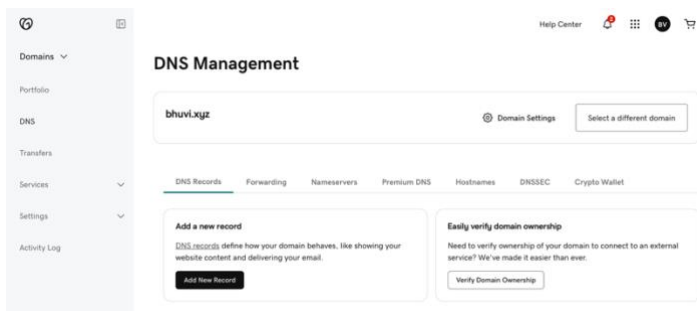 Help Center
2
BV
Domains
DNS Management
Portfolio
bhuvi.xyz
Domain Settings
Select a different domain
DNS
Transfers
Services
DNS Records Forwarding Nameservers Premium DNS Hostnames DNSSEC Crypto Wallet
Settings
Activity Log
Add a new record
DNS records define how your domain behaves, like showing your
website content and delivering your email.
Add New Record
Easily verify domain ownership
Need to verify ownership of your domain to connect to an external
service? We've made it easier than ever.
Verify Domain Ownership